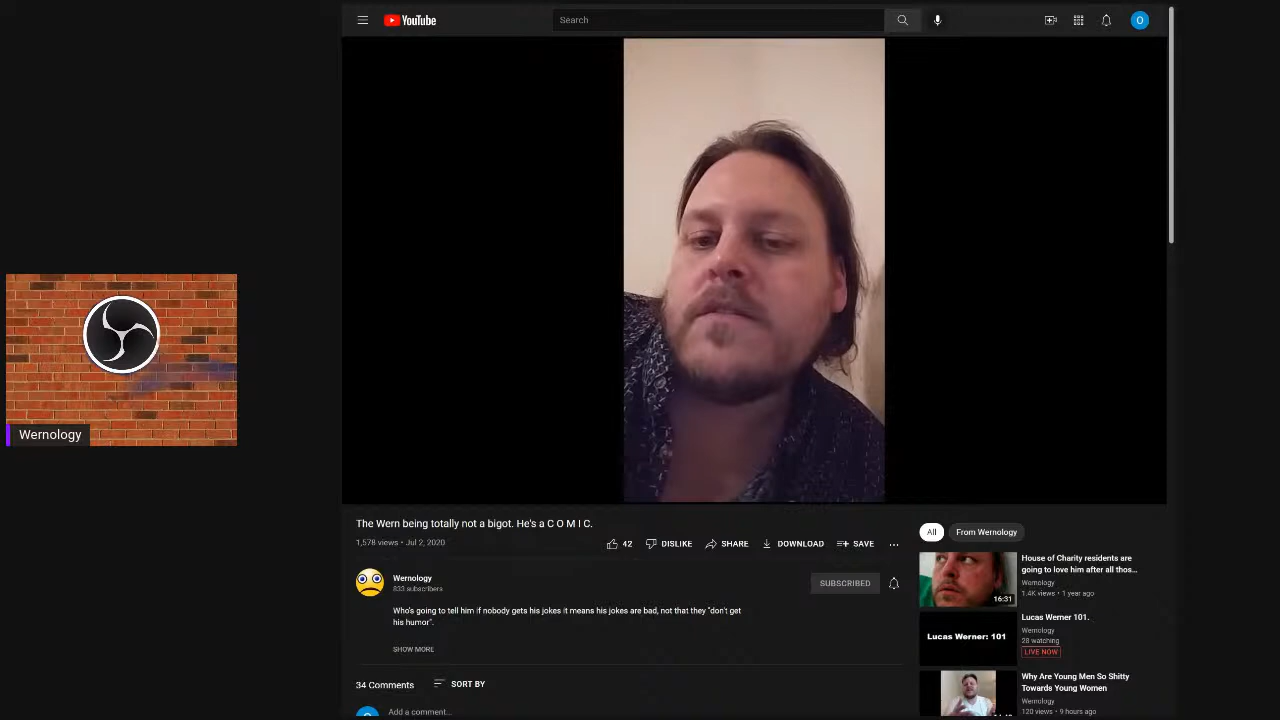 YouTube
Search
O
Wernology
The Wern being totally not a bigot. He's a C O M I C.
1,578 views • Jul 2, 2020
42
DISLIKE
SHARE
DOWNLOAD
SAVE
Wernology
833 subscribers
SUBSCRIBED
Who's going to tell him if nobody gets his jokes it means his jokes are bad, not that they "don't get
his humor".
SHOW MORE
34 Comments
SORT BY
Add a comment...
All
From Wernology
House of Charity residents are
going to love him after all thos...
Wernology
1.4K views • 1 year ago
16:31
Lucas Werner 101.
Wernology
28 watching
LIVE NOW
Lucas Werner: 101
Why Are Young Men So Shitty
Towards Young Women
Wernology
120 views • 9 hours ago